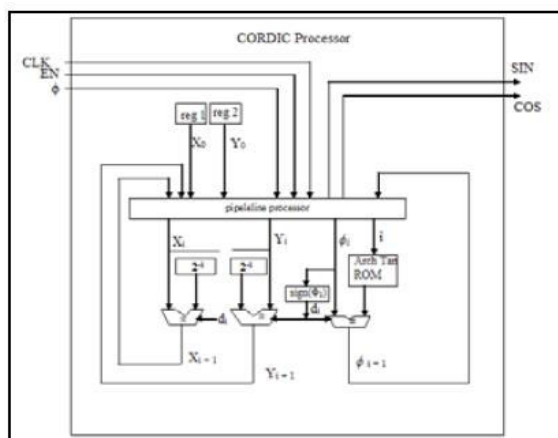 CORDIC Processor
CLK
EN
ϕ
SIN
COS
reg 1
reg 2
X₀
Y₀
pipeleline processor
Xᵢ
Yᵢ
ϕᵢ
i
2⁻ⁱ
2⁻ⁱ
sign(Φᵢ)
Arch Tan
ROM
dᵢ
dᵢ
Xᵢ₌₁
Yᵢ₌₁
ϕᵢ₌₁